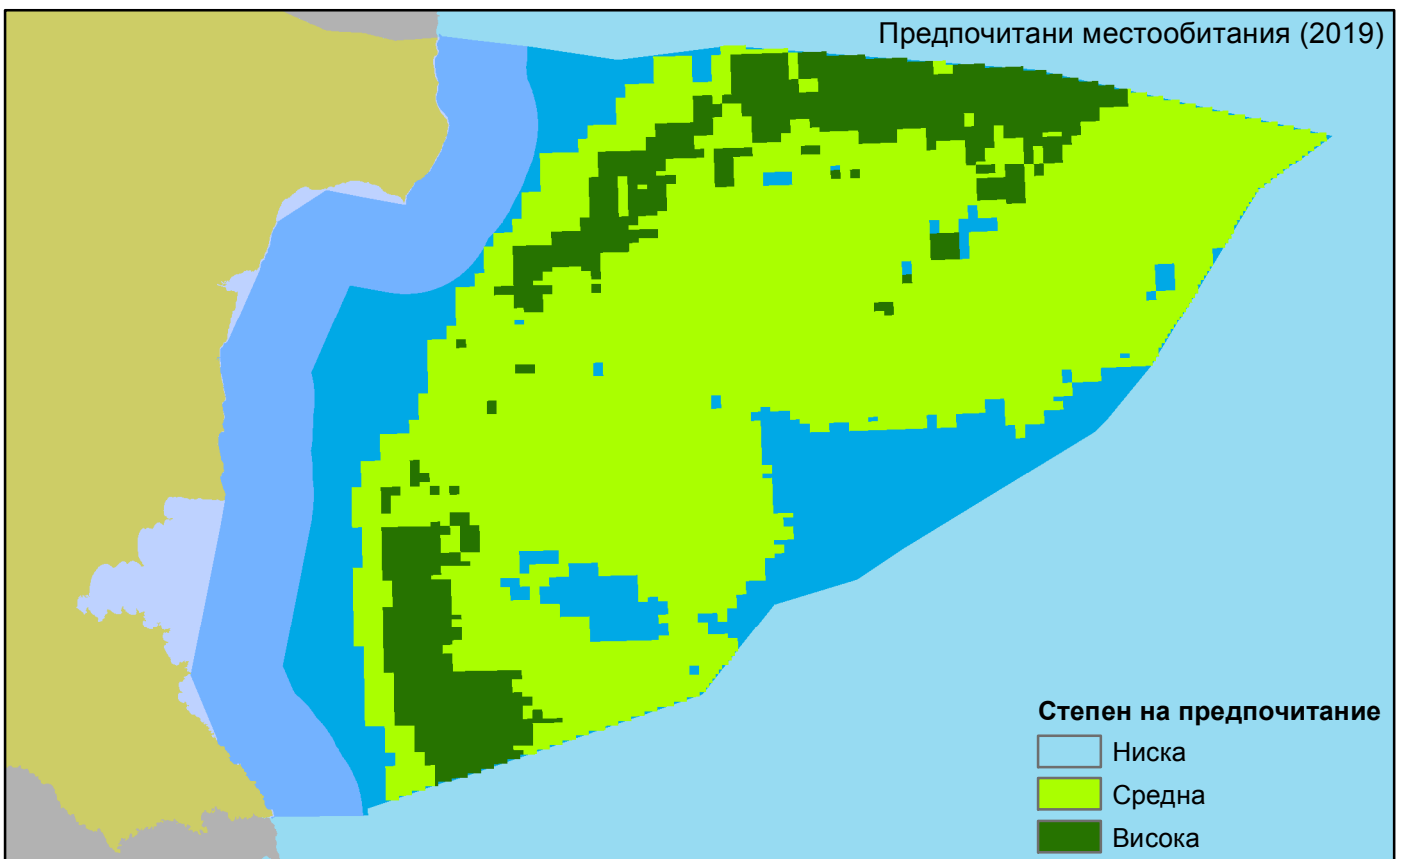 Предпочитани местообитания (2019)
Степен на предпочитание
Ниска
Средна
Висока